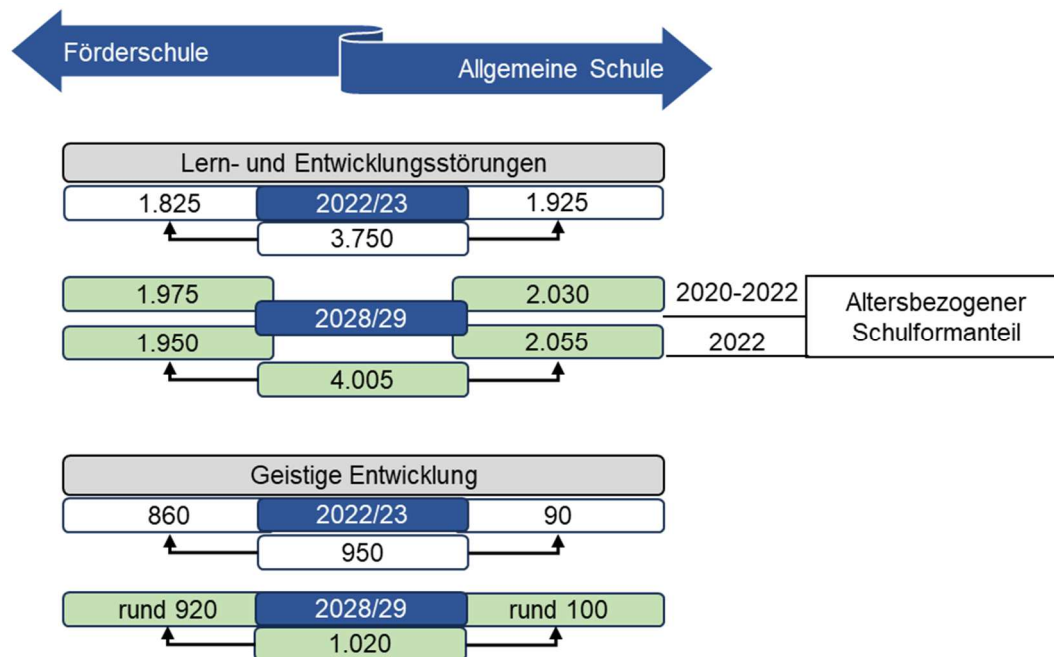 Förderschule
Allgemeine Schule
Lern- und Entwicklungsstörungen
1.825 2022/23 1.925
3.750
1.975 2.030 2020-2022
2028/29
1.950 2.055 2022
Altersbezogener
Schulformanteil
4.005
Geistige Entwicklung
860 2022/23 90
950
rund 920 2028/29 rund 100
1.020